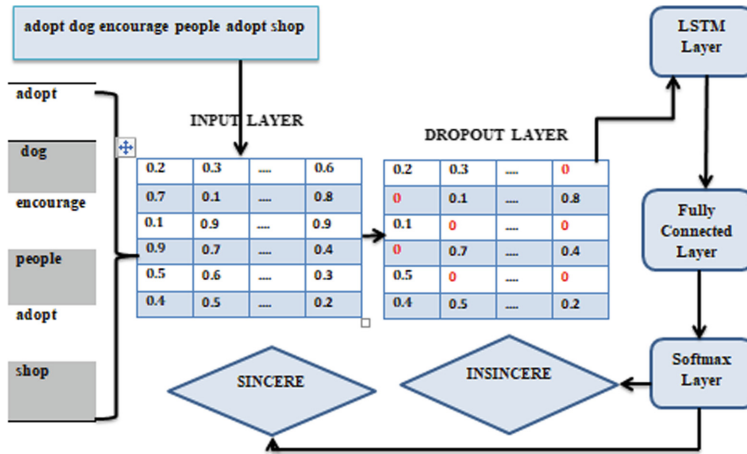 adopt dog encourage people adopt shop
LSTM
Layer
adopt
dog
encourage
people
adopt
shop
INPUT LAYER
0.2 0.3 .... 0.6
0.7 0.1 .... 0.8
0.1 0.9 .... 0.9
0.9 0.7 .... 0.4
0.5 0.6 .... 0.3
0.4 0.5 .... 0.2
DROPOUT LAYER
0.2 0.3 .... 0
0 0.1 .... 0.8
0.1 0 .... 0
0 0.7 .... 0.4
0.5 0 .... 0
0.4 0.5 .... 0.2
Fully
Connected
Layer
Softmax
Layer
INSINCERE
SINCERE